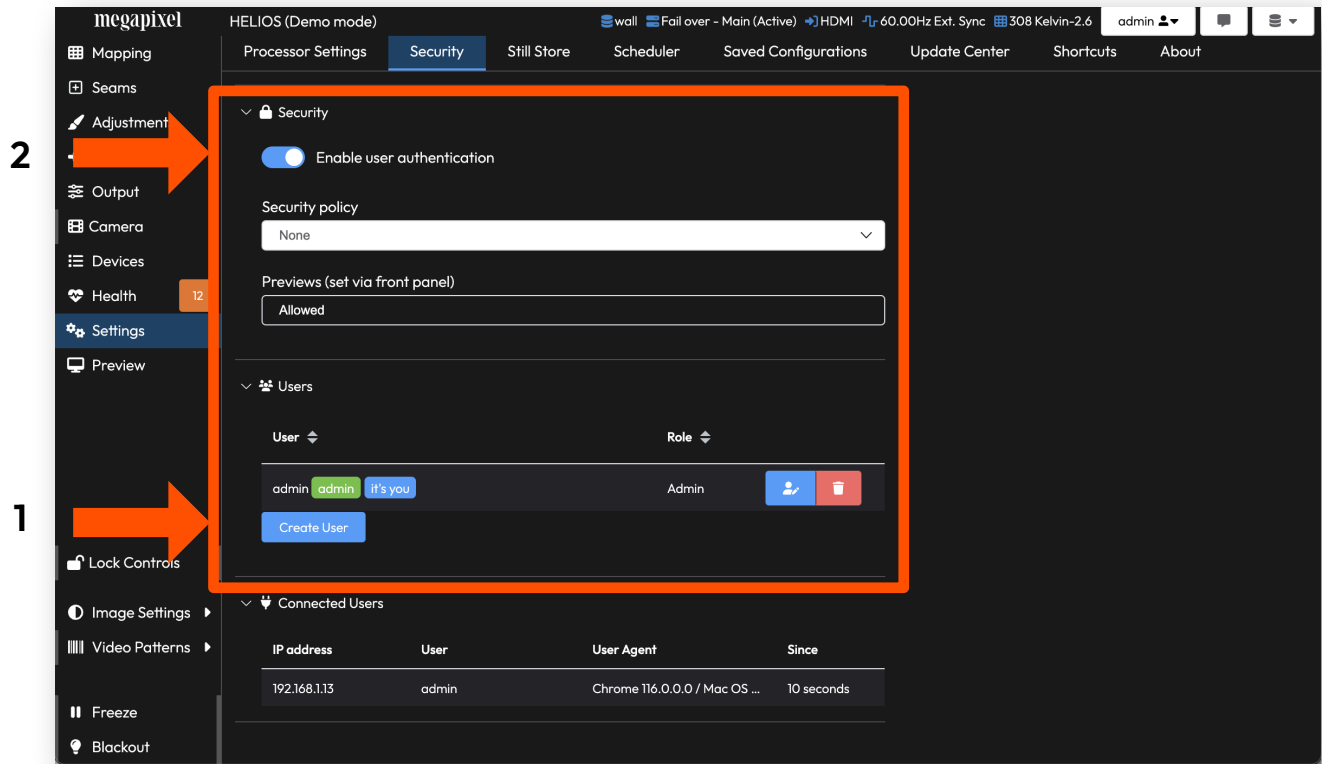 megapixel
HELIOS (Demo mode)
wall Fail over - Main (Active) HDMI 60.00Hz Ext. Sync 308 Kelvin-2.6 admin
Processor Settings Security Still Store Scheduler Saved Configurations Update Center Shortcuts About
Mapping
Seams
Adjustment
Output
Camera
Devices
Health 12
Settings
Preview
Lock Controls
Image Settings
Video Patterns
Freeze
Blackout
2
1
Security
Enable user authentication
Security policy
None
Previews (set via front panel)
Allowed
Users
User Role
admin admin it's you Admin
Create User
Connected Users
IP address User User Agent Since
192.168.1.13 admin Chrome 116.0.0.0 / Mac OS ... 10 seconds